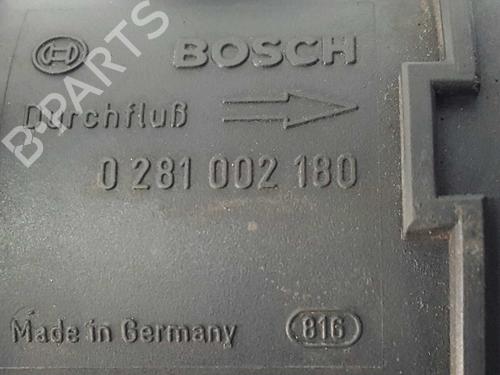 BOSCH
Durchfluß
0 281 002 180
Made in Germany 816
B-PARTS